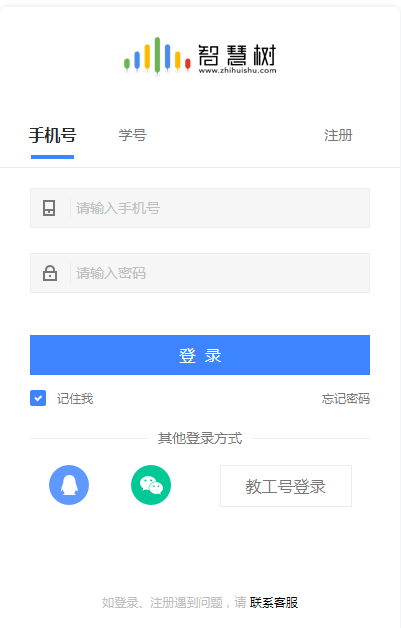 智慧树
www.zhihuishu.com
手机号 学号 注册
请输入手机号
请输入密码
登 录
记住我 忘记密码
其他登录方式
教工号登录
如登录、注册遇到问题，请 联系客服